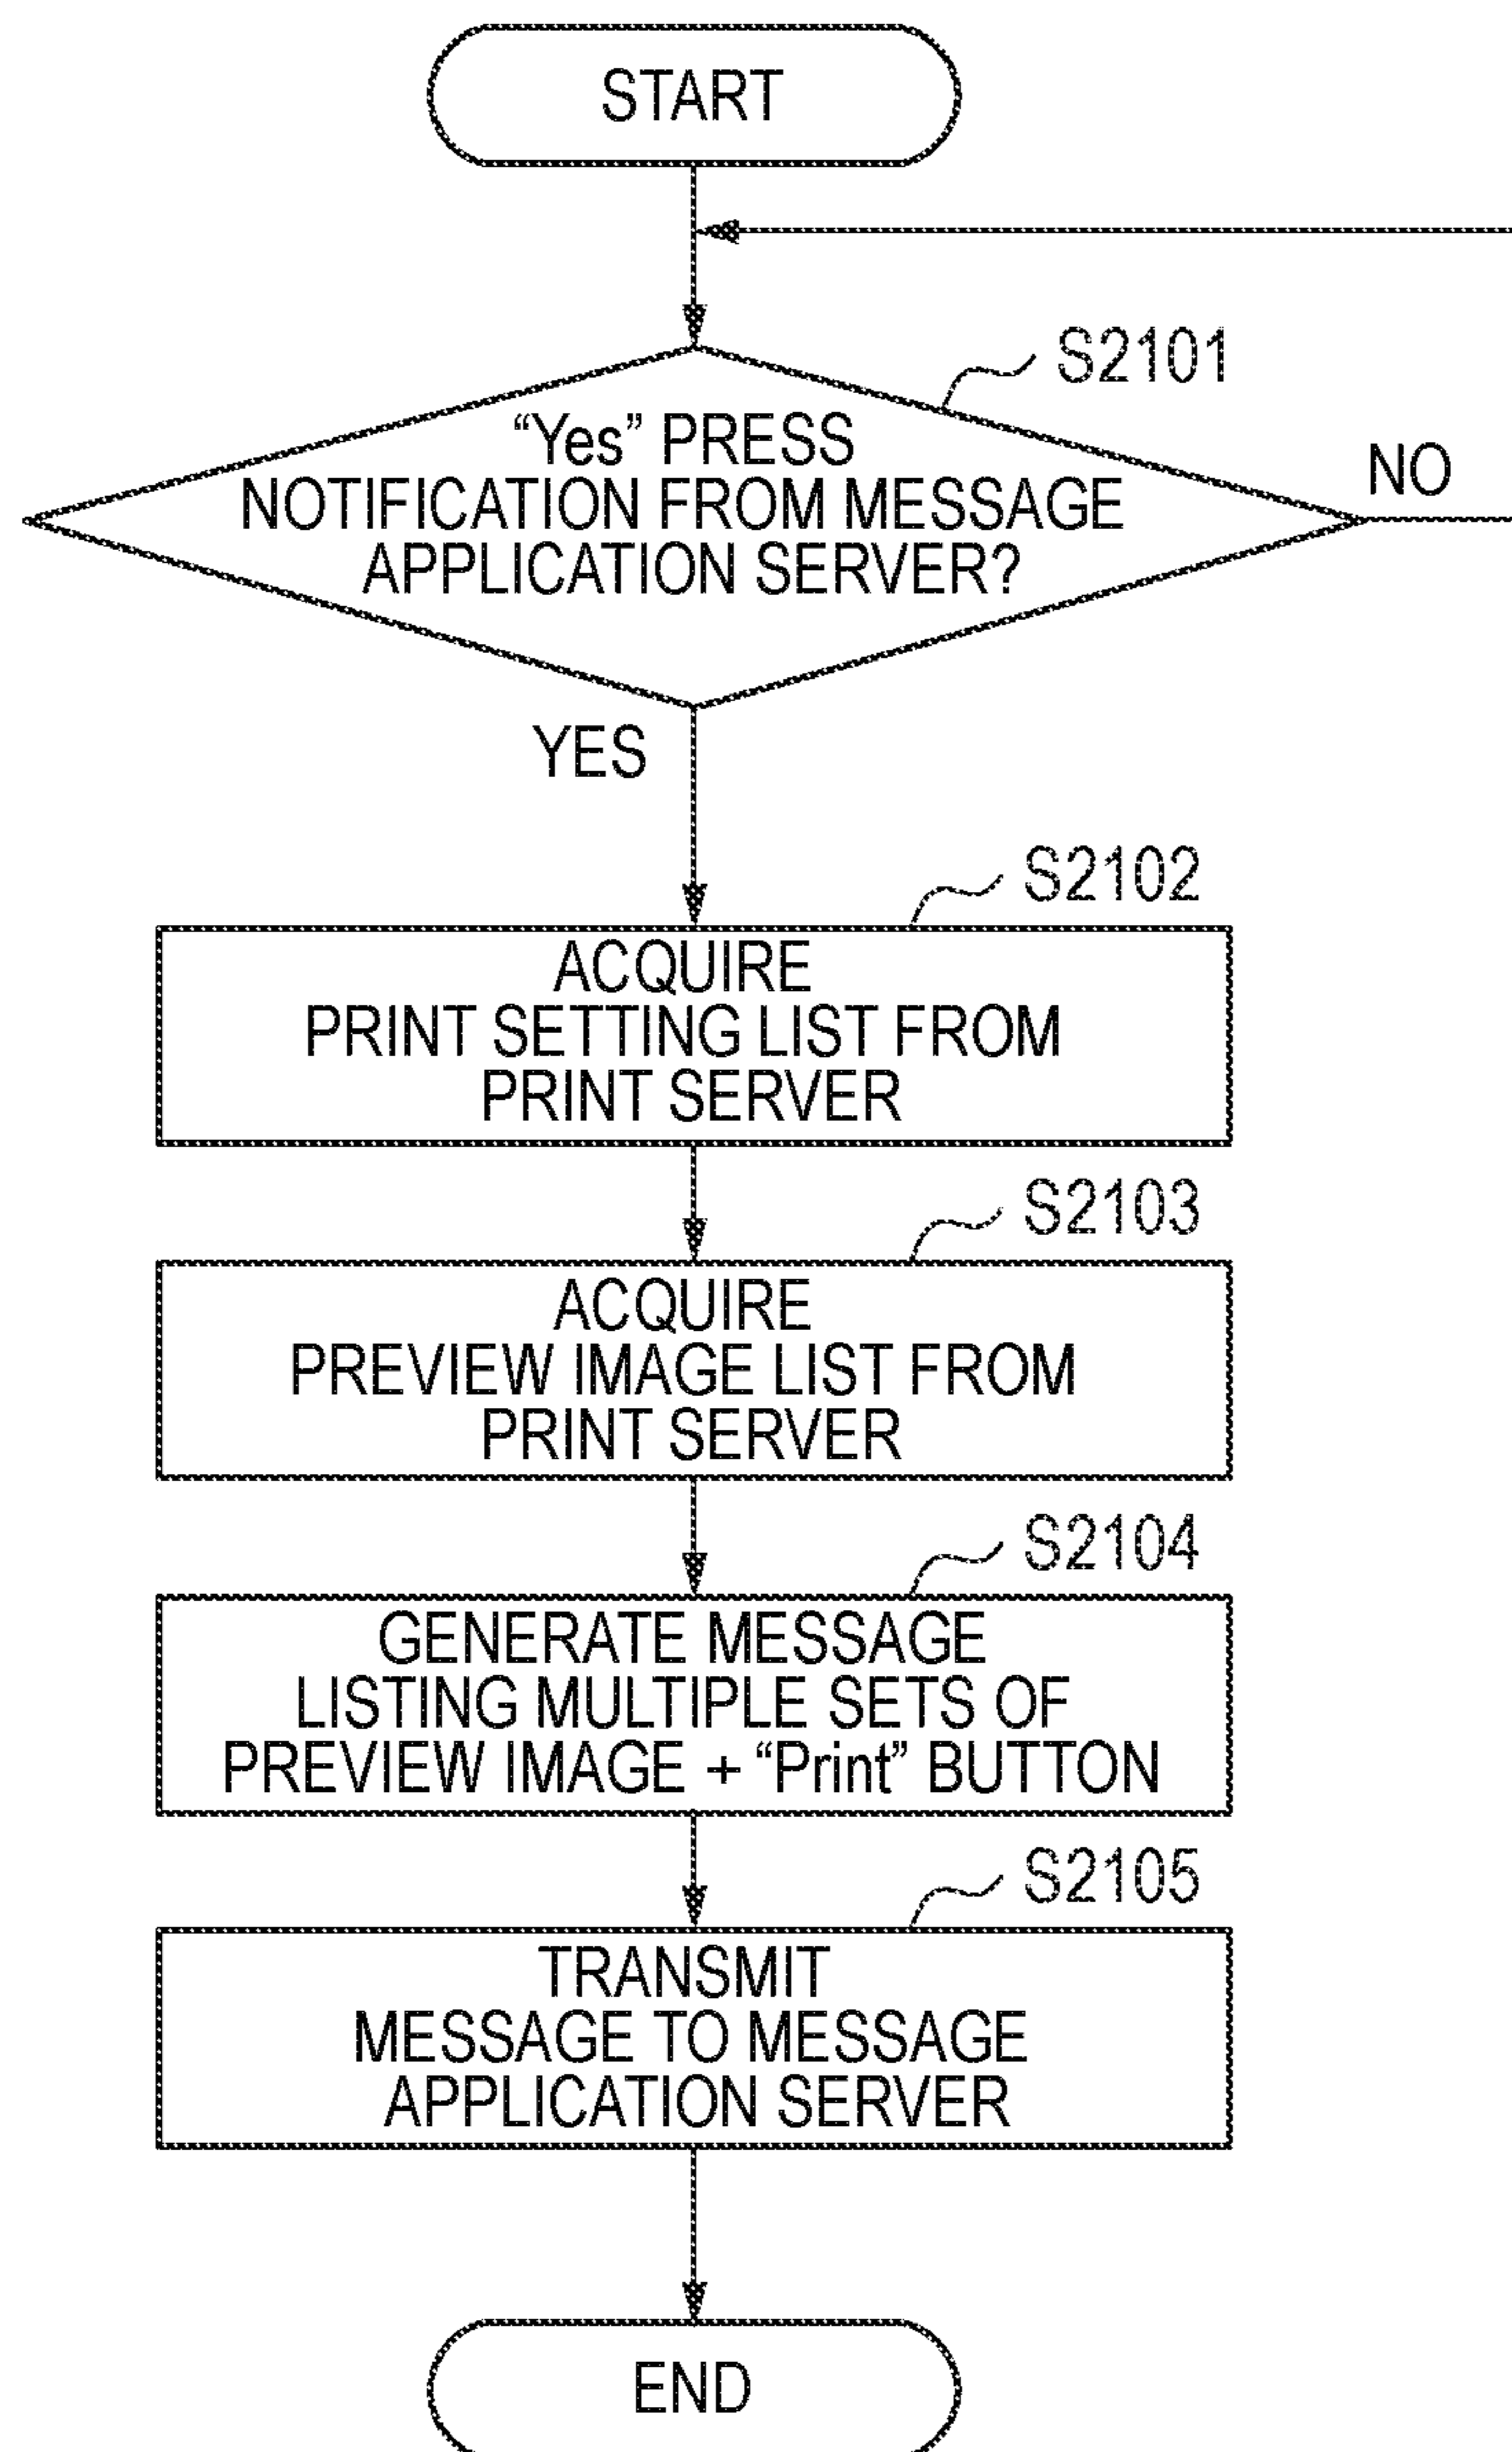 START
S2101
“Yes” PRESS
NOTIFICATION FROM MESSAGE
APPLICATION SERVER?
NO
YES
S2102
ACQUIRE
PRINT SETTING LIST FROM
PRINT SERVER
S2103
ACQUIRE
PREVIEW IMAGE LIST FROM
PRINT SERVER
S2104
GENERATE MESSAGE
LISTING MULTIPLE SETS OF
PREVIEW IMAGE + “Print” BUTTON
S2105
TRANSMIT
MESSAGE TO MESSAGE
APPLICATION SERVER
END